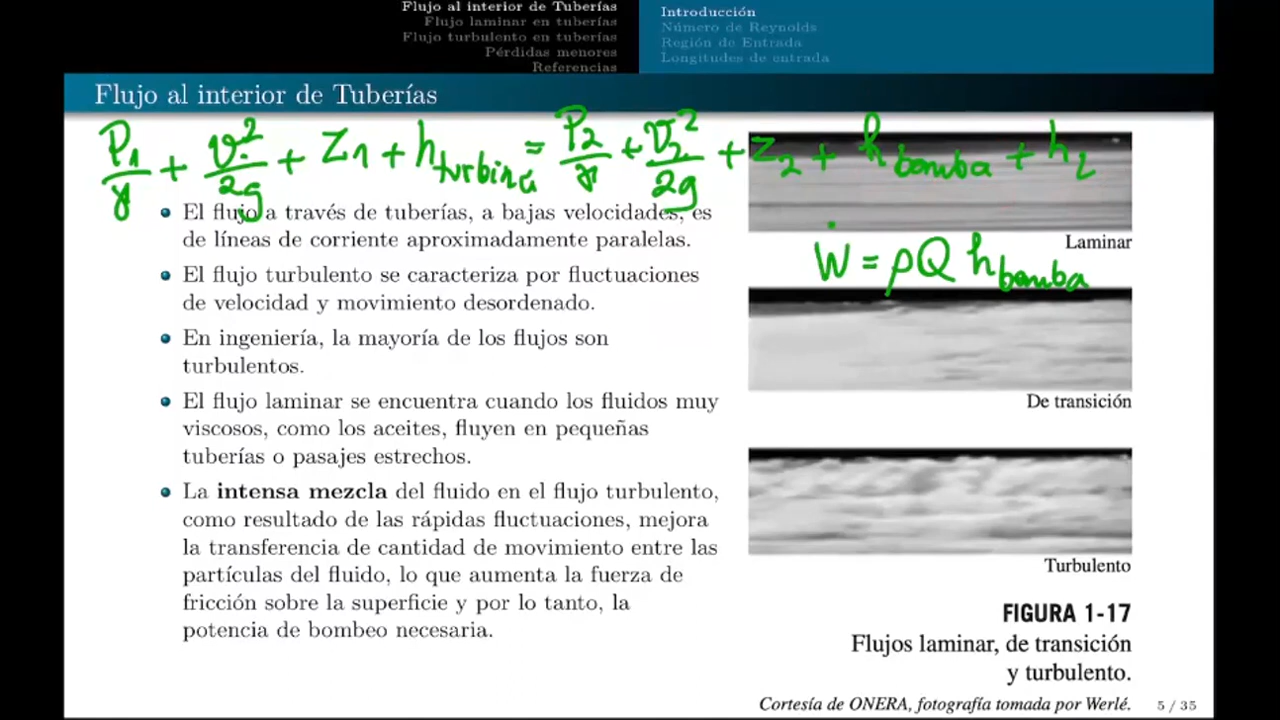 Flujo al interior de Tuberías
Flujo laminar en tuberías
Flujo turbulento en tuberías
Pérdidas menores
Referencias
Introducción
Número de Reynolds
Región de Entrada
Longitudes de entrada
Flujo al interior de Tuberías
P1/γ + v1²/2g + Z1 + hturbina = P2/γ + v2²/2g + Z2 + hbomba + hL
El flujo a través de tuberías, a bajas velocidades, es
de líneas de corriente aproximadamente paralelas.
El flujo turbulento se caracteriza por fluctuaciones
de velocidad y movimiento desordenado.
En ingeniería, la mayoría de los flujos son
turbulentos.
El flujo laminar se encuentra cuando los fluidos muy
viscosos, como los aceites, fluyen en pequeñas
tuberías o pasajes estrechos.
La intensa mezcla del fluido en el flujo turbulento,
como resultado de las rápidas fluctuaciones, mejora
la transferencia de cantidad de movimiento entre las
partículas del fluido, lo que aumenta la fuerza de
fricción sobre la superficie y por lo tanto, la
potencia de bombeo necesaria.
Laminar
Ẇ = ρQ hbomba
De transición
Turbulento
FIGURA 1-17
Flujos laminar, de transición
y turbulento.
Cortesía de ONERA, fotografía tomada por Werlé.
5 / 35